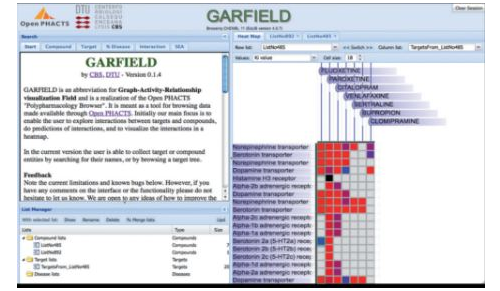 Open PHACTS
DTU
GARFIELD
Clear Session
Search
Start
Compound
Target
Disease
Interaction
SEA
GARFIELD
by CBS, DTU - Version 0.1.4
GARFIELD is an abbreviation for Graph-Activity-Relationship
visualization Field and is a realization of the Open PHACTS
"Polypharmacology Browser". It is meant as a tool for browsing data
made available through Open PHACTS. Initially our main focus is to
enable the user to explore interactions between targets and compounds,
do predictions of interactions, and to visualize the interactions in a
heatmap.
In the current version the user is able to collect target or compound
entities by searching for their names, or by browsing a target tree.
Feedback
Note the current limitations and known bugs below. However, if you
have any comments on the interface or the functionality please do not
hesitate to let us know. We are open to any ideas of how to improve the
List Manager
With selected list:
Show
Rename
Delete
Merge lists
Lists
Type
Size
Compound lists
Compounds
ListNo485
Compounds
7
Target lists
Targets
TargetsFrom_ListNo485
Targets
Disease lists
Diseases
Heat Map
ListNo482
ListNo485
Row list:
ListNo485
<< Switch >>
Column list:
TargetsFrom_ListNo485
Values:
Ki value
Cell size:
18
FLUOXETINE
PAROXETINE
CITALOPRAM
VENLAFAXINE
SERTRALINE
BUPROPION
CLOMIPRAMINE
Norepinephrine transporter
Serotonin transporter
Norepinephrine transporter
Dopamine transporter
Histamine H3 receptor
Alpha-2b adrenergic recept
Dopamine transporter
Norepinephrine transporter
Serotonin transporter
Alpha-2c adrenergic recept
Alpha-1b adrenergic recept
Alpha-1a adrenergic recept
Serotonin 2a (5-HT2a) rece
Serotonin 2b (5-HT2b) rece
Serotonin 2c (5-HT2c) rece
Alpha-1d adrenergic recept
Alpha-2a adrenergic recept
Dopamine transporter